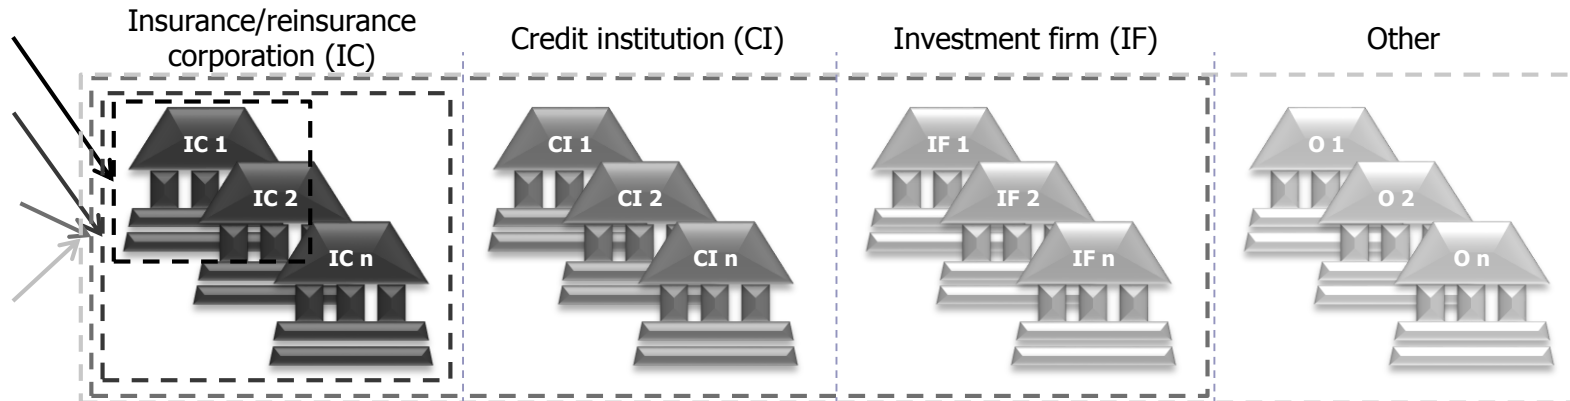 Insurance/reinsurance
corporation (IC)
Credit institution (CI)
Investment firm (IF)
Other
IC 1
IC 2
IC n
CI 1
CI 2
CI n
IF 1
IF 2
IF n
O 1
O 2
O n